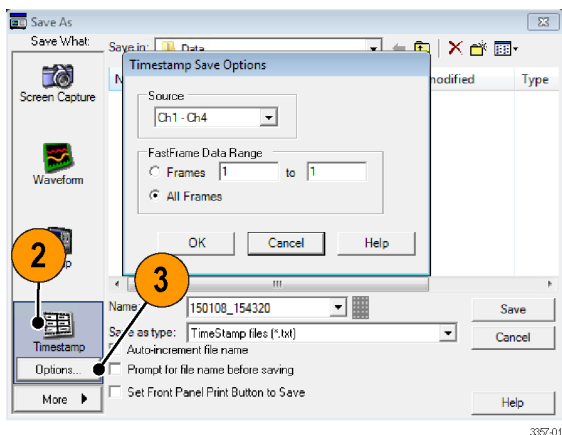 Save As
Save What:
Save in: Data
Timestamp Save Options
modified Type
Screen Capture
Source
Ch1 - Ch4
Waveform
FastFrame Data Range
Frames 1 to 1
All Frames
OK Cancel Help
2
3
Name: 150108_154320 Save
Save as type: TimeStamp files (*.txt) Cancel
Timestamp
Auto-increment file name
Options... Prompt for file name before saving
More Set Front Panel Print Button to Save
Help
3357-01